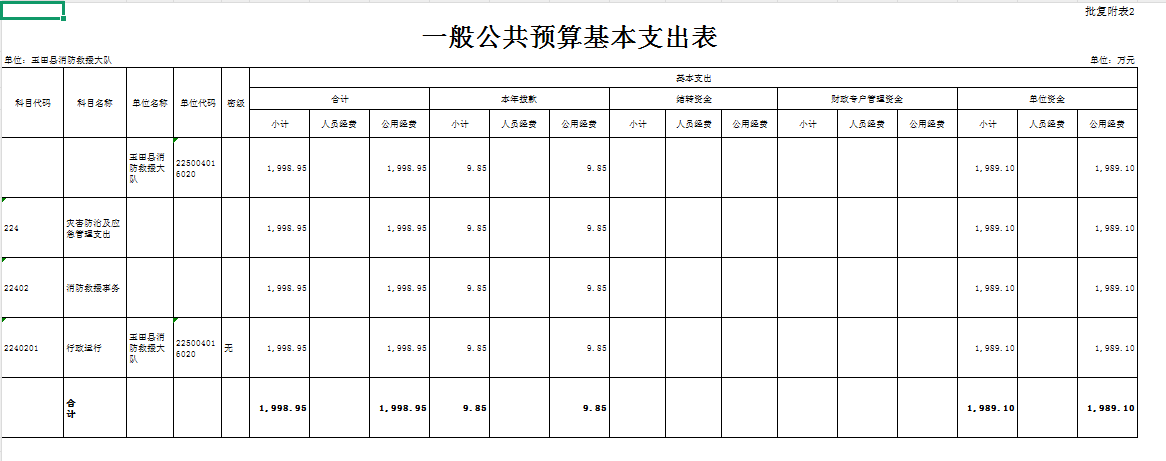 批复附表2
一般公共预算基本支出表
单位：玉田县消防救援大队 单位：万元
科目代码 科目名称 单位名称 单位代码 密级 基本支出
合计 本年拨款 结转资金 财政专户管理资金 单位资金
小计 人员经费 公用经费 小计 人员经费 公用经费 小计 人员经费 公用经费 小计 人员经费 公用经费 小计 人员经费 公用经费
玉田县消
防救援大
队
22500401
6020
1,998.95 1,998.95 9.85 9.85 1,989.10 1,989.10
224
灾害防治及应
急管理支出
1,998.95 1,998.95 9.85 9.85 1,989.10 1,989.10
22402 消防救援事务 1,998.95 1,998.95 9.85 9.85 1,989.10 1,989.10
2240201 行政运行
玉田县消
防救援大
队
22500401
6020
无 1,998.95 1,998.95 9.85 9.85 1,989.10 1,989.10
合
计
1,998.95 1,998.95 9.85 9.85 1,989.10 1,989.10